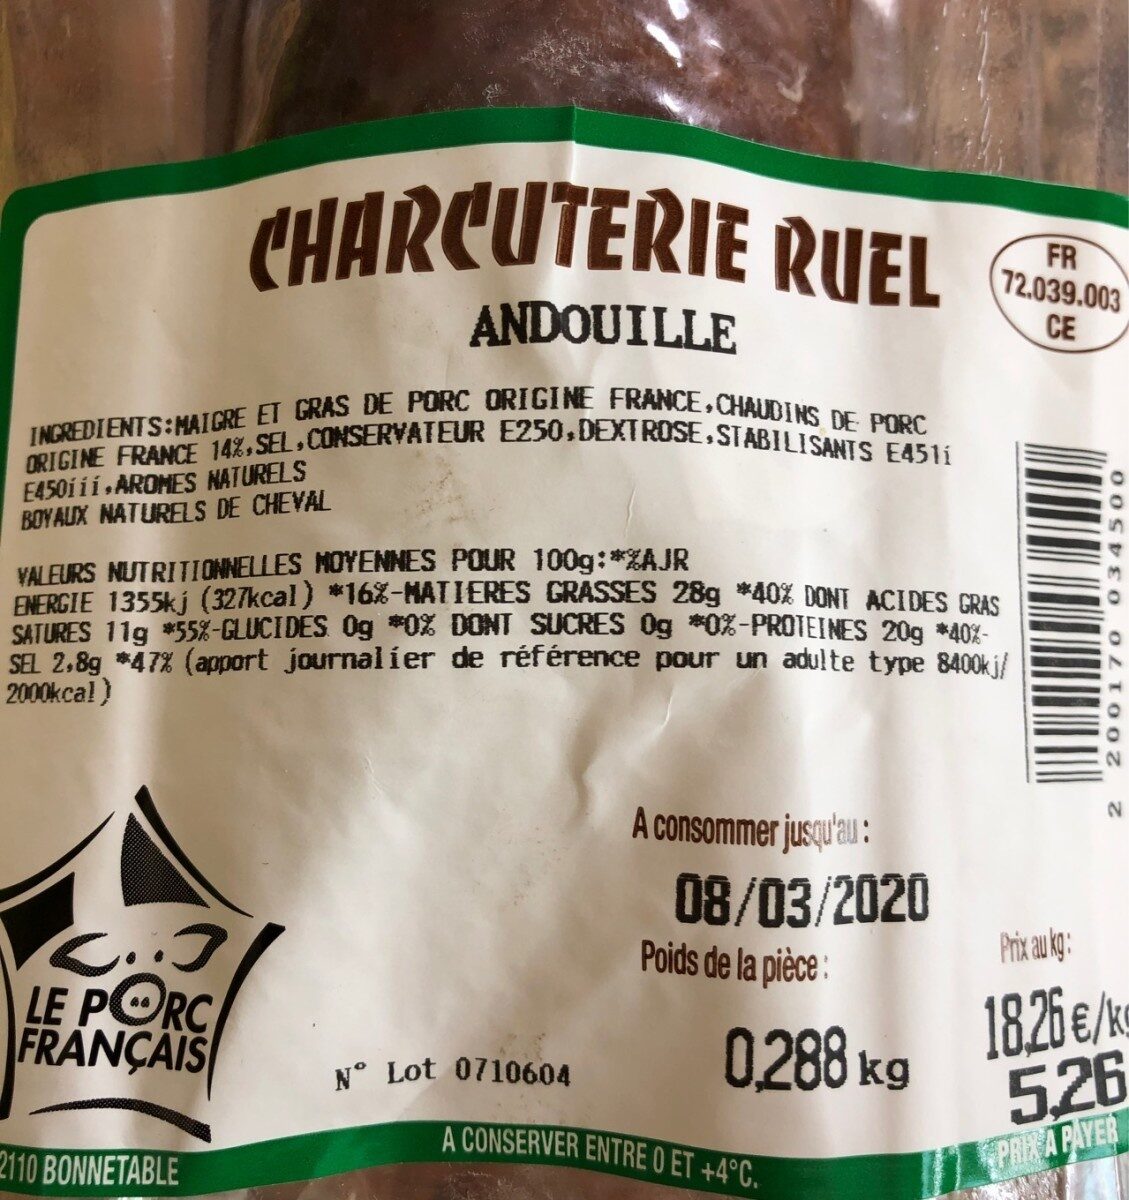 CHARCUTERIE RUEL
FR
72.039.003
CE
ANDOUILLE
INGREDIENTS:MAIGRE ET GRAS DE PORC ORIGINE FRANCE,CHAUDINS DE PORC
ORIGINE FRANCE 14%,SEL,CONSERVATEUR E250,DEXTROSE,STABILISANTS E451i
E450iii,AROMES NATURELS
BOYAUX NATURELS DE CHEVAL
VALEURS NUTRITIONNELLES MOYENNES POUR 100g:*%AJR
ENERGIE 1355kj (327kcal) *16%-MATIERES GRASSES 28g *40% DONT ACIDES GRAS
SATURES 11g *55%-GLUCIDES 0g *0% DONT SUCRES 0g *0%-PROTEINES 20g *40%-
SEL 2,8g *47% (apport journalier de référence pour un adulte type 8400kj/
2000kcal)
2 200170 034500
A consommer jusqu'au :
08/03/2020
Poids de la pièce :
0,288 kg
Prix au kg :
18,26 €/kg
5,26
PRIX A PAYER
LE PORC
FRANÇAIS
N° Lot 0710604
2110 BONNETABLE
A CONSERVER ENTRE 0 ET +4°C.